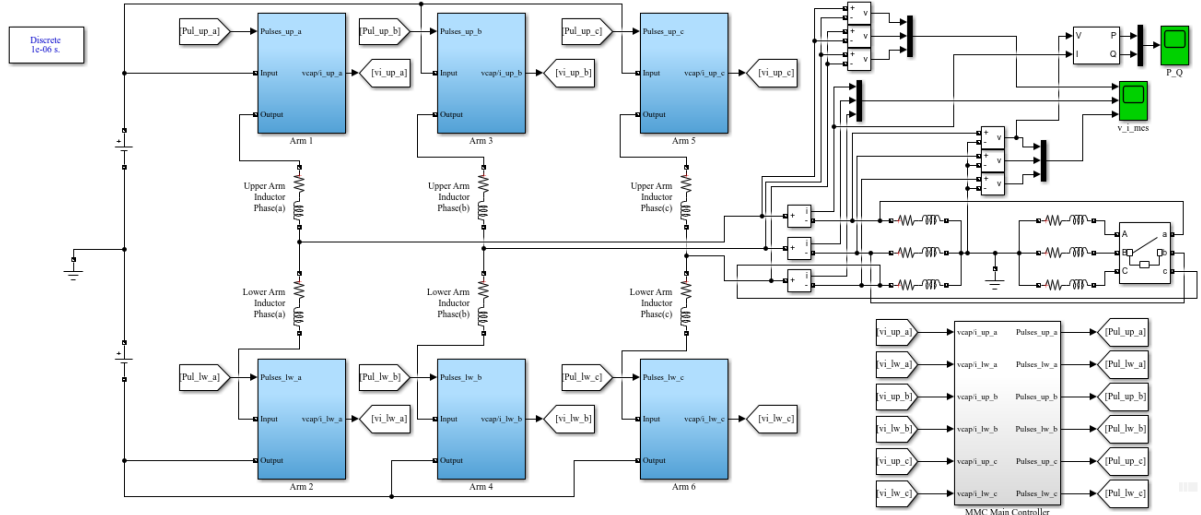 Discrete
1e-06 s.
[Pul_up_a]
Pulses_up_a
Input
vcap/i_up_a
Output
[vi_up_a]
Arm 1
[Pul_up_b]
Pulses_up_b
Input
vcap/i_up_b
Output
[vi_up_b]
Arm 3
[Pul_up_c]
Pulses_up_c
Input
vcap/i_up_c
Output
[vi_up_c]
Arm 5
+
-
v
+
-
v
+
-
v
V
I
P
Q
P_Q
v_i_mes
+
-
v
+
-
v
+
-
v
Upper Arm
Inductor
Phase(a)
Upper Arm
Inductor
Phase(b)
Upper Arm
Inductor
Phase(c)
+
i
-
+
i
-
+
i
-
A
B
C
a
b
c
+
+
Lower Arm
Inductor
Phase(a)
Lower Arm
Inductor
Phase(b)
Lower Arm
Inductor
Phase(c)
[Pul_lw_a]
Pulses_lw_a
Input
vcap/i_lw_a
Output
[vi_lw_a]
Arm 2
[Pul_lw_b]
Pulses_lw_b
Input
vcap/i_lw_b
Output
[vi_lw_b]
Arm 4
[Pul_lw_c]
Pulses_lw_c
Input
vcap/i_lw_c
Output
[vi_lw_c]
Arm 6
[vi_up_a] vcap/i_up_a Pulses_up_a [Pul_up_a]
[vi_lw_a] vcap/i_lw_a Pulses_lw_a [Pul_lw_a]
[vi_up_b] vcap/i_up_b Pulses_up_b [Pul_up_b]
[vi_lw_b] vcap/i_lw_b Pulses_lw_b [Pul_lw_b]
[vi_up_c] vcap/i_up_c Pulses_up_c [Pul_up_c]
[vi_lw_c] vcap/i_lw_c Pulses_lw_c [Pul_lw_c]
MMC Main Controller